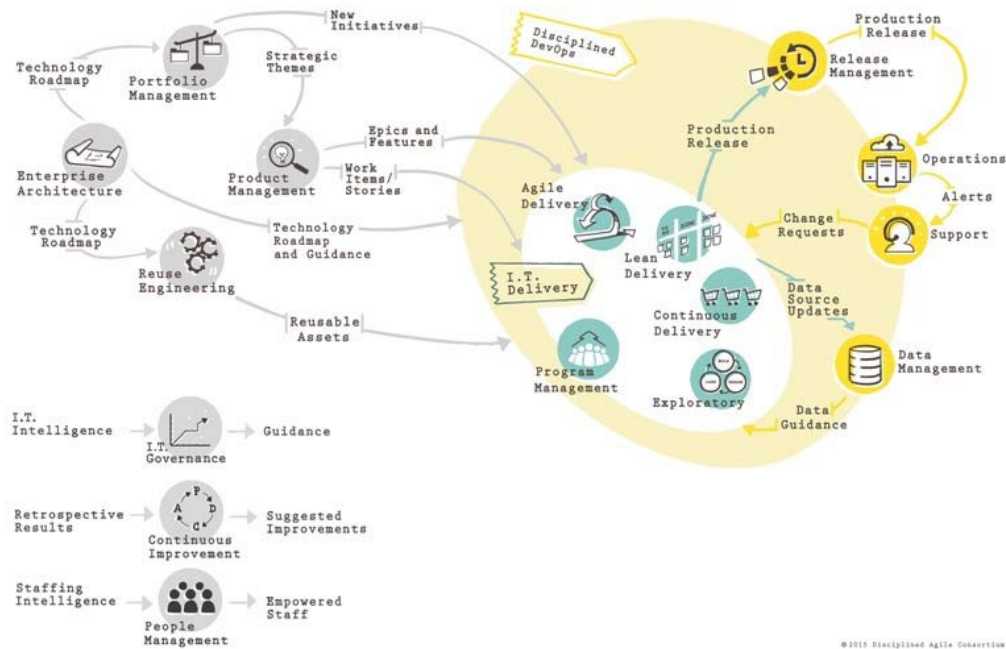 New
Initiatives
Technology
Roadmap
Portfolio
Management
Strategic
Themes
Enterprise
Architecture
Product
Management
Epics and
Features
Work
Items/
Stories
Technology
Roadmap
Reuse
Engineering
Technology
Roadmap
and Guidance
Reusable
Assets
Disciplined
DevOps
Production
Release
Release
Management
Production
Release
Operations
Alerts
Support
Change
Requests
Agile
Delivery
Lean
Delivery
I.T.
Delivery
Continuous
Delivery
Data
Source
Updates
Program
Management
Exploratory
Data
Management
Data
Guidance
I.T.
Intelligence
I.T.
Governance
Guidance
Retrospective
Results
P
A D
C
Continuous
Improvement
Suggested
Improvements
Staffing
Intelligence
People
Management
Empowered
Staff
©2015 Disciplined Agile Consortium